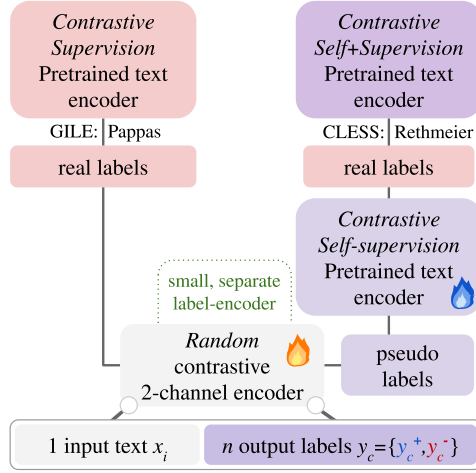 Contrastive
Supervision
Pretrained text
encoder
GILE: Pappas
real labels
Contrastive
Self+Supervision
Pretrained text
encoder
CLESS: Rethmeier
real labels
Contrastive
Self-supervision
Pretrained text
encoder
pseudo
labels
small, separate
label-encoder
Random
contrastive
2-channel encoder
1 input text xᵢ
n output labels y_c={y_c⁺,y_c⁻}